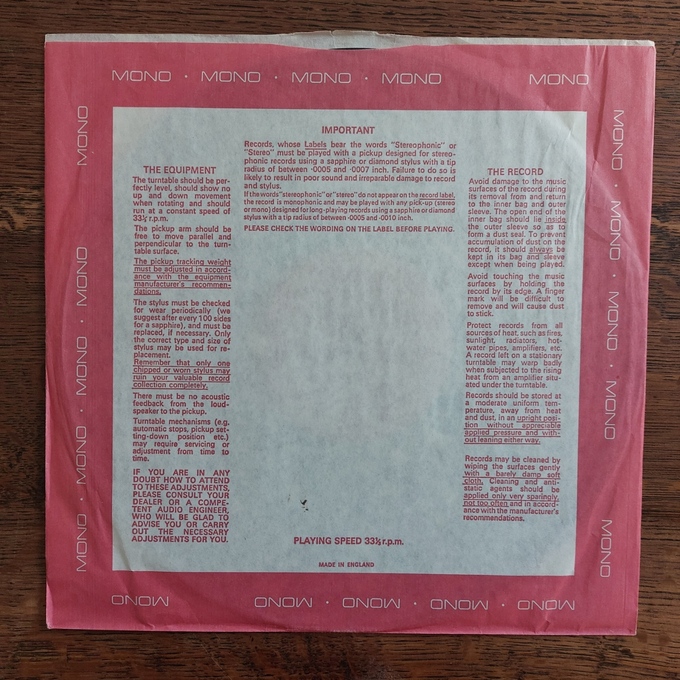 MONO · MONO · MONO · MONO MONO
IMPORTANT
Records, whose Labels bear the words "Stereophonic" or
"Stereo" must be played with a pickup designed for stereo-
phonic records using a sapphire or diamond stylus with a tip
radius of between ·0005 and ·0007 inch. Failure to do so is
likely to result in poor sound and irreparable damage to record
and stylus.
If the words "stereophonic" or "stereo" do not appear on the record label,
the record is monophonic and may be played with any pick-up (stereo
or mono) designed for long-playing records using a sapphire or diamond
stylus with a tip radius of between ·0005 and ·0010 inch.
PLEASE CHECK THE WORDING ON THE LABEL BEFORE PLAYING.
THE EQUIPMENT
The turntable should be per-
fectly level, should show no
up and down movement
when rotating and should
run at a constant speed of
33⅓ r.p.m.
The pickup arm should be
free to move parallel and
perpendicular to the turn-
table surface.
The pickup tracking weight
must be adjusted in accord-
ance with the equipment
manufacturer's recommen-
dations.
The stylus must be checked
for wear periodically (we
suggest after every 100 sides
for a sapphire), and must be
replaced, if necessary. Only
the correct type and size of
stylus may be used for re-
placement.
Remember that only one
chipped or worn stylus may
ruin your valuable record
collection completely.
There must be no acoustic
feedback from the loud-
speaker to the pickup.
Turntable mechanisms (e.g.
automatic stops, pickup set-
ting-down position etc.)
may require servicing or
adjustment from time to
time.
IF YOU ARE IN ANY
DOUBT HOW TO ATTEND
TO THESE ADJUSTMENTS,
PLEASE CONSULT YOUR
DEALER OR A COMPE-
TENT AUDIO ENGINEER,
WHO WILL BE GLAD TO
ADVISE YOU OR CARRY
OUT THE NECESSARY
ADJUSTMENTS FOR YOU.
THE RECORD
Avoid damage to the music
surfaces of the record during
its removal from and return
to the inner bag and outer
sleeve. The open end of the
inner bag should lie inside
the outer sleeve so as to
form a dust seal. To prevent
accumulation of dust on the
record, it should always be
kept in its bag and sleeve
except when being played.
Avoid touching the music
surfaces by holding the
record by its edge. A finger
mark will be difficult to
remove and will cause dust
to stick.
Protect records from all
sources of heat, such as fires,
sunlight, radiators, hot-
water pipes, amplifiers, etc.
A record left on a stationary
turntable may warp badly
when subjected to the rising
heat from an amplifier situ-
ated under the turntable.
Records should be stored at
a moderate uniform tem-
perature, away from heat
and dust, in an upright posi-
tion without appreciable
applied pressure and with-
out leaning either way.
Records may be cleaned by
wiping the surfaces gently
with a barely damp soft
cloth. Cleaning and anti-
static agents should be
applied only very sparingly,
not too often and in accord-
ance with the manufacturer's
recommendations.
PLAYING SPEED 33⅓ r.p.m.
MADE IN ENGLAND
MONO MONO · MONO · MONO · MONO
MONO · MONO · MONO · MONO MONO
MONO MONO · MONO · MONO · MONO